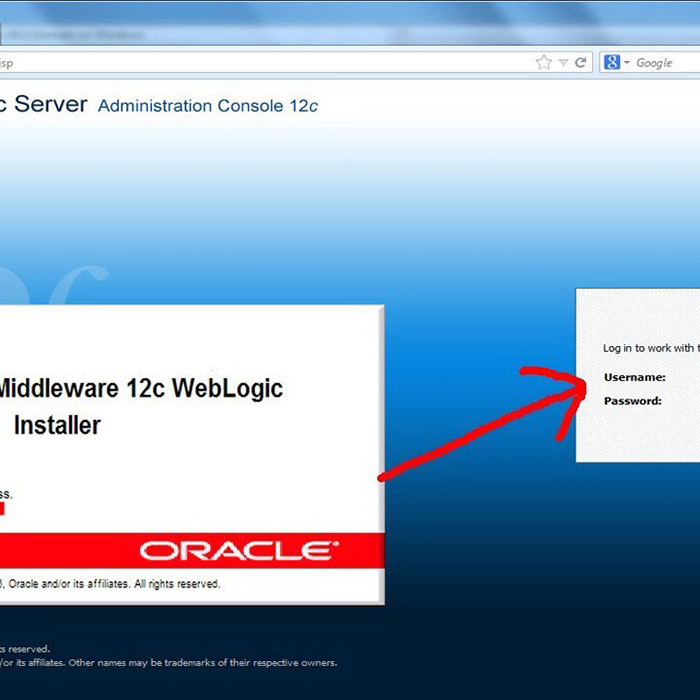 sp
Google
c Server Administration Console 12c
Middleware 12c WebLogic
Installer
Log in to work with t
Username:
Password:
ss.
ORACLE
, Oracle and/or its affiliates. All rights reserved.
ts reserved.
/or its affiliates. Other names may be trademarks of their respective owners.